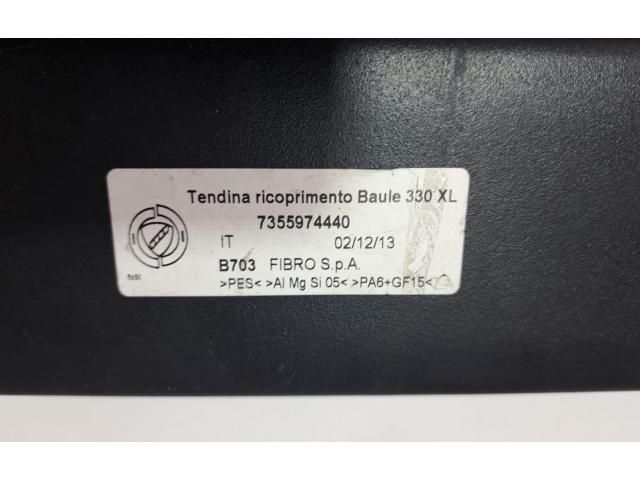 Tendina ricoprimento Baule 330 XL
7355974440
IT 02/12/13
B703 FIBRO S.p.A.
>PES< >Al Mg Si 05< >PA6+GF15<